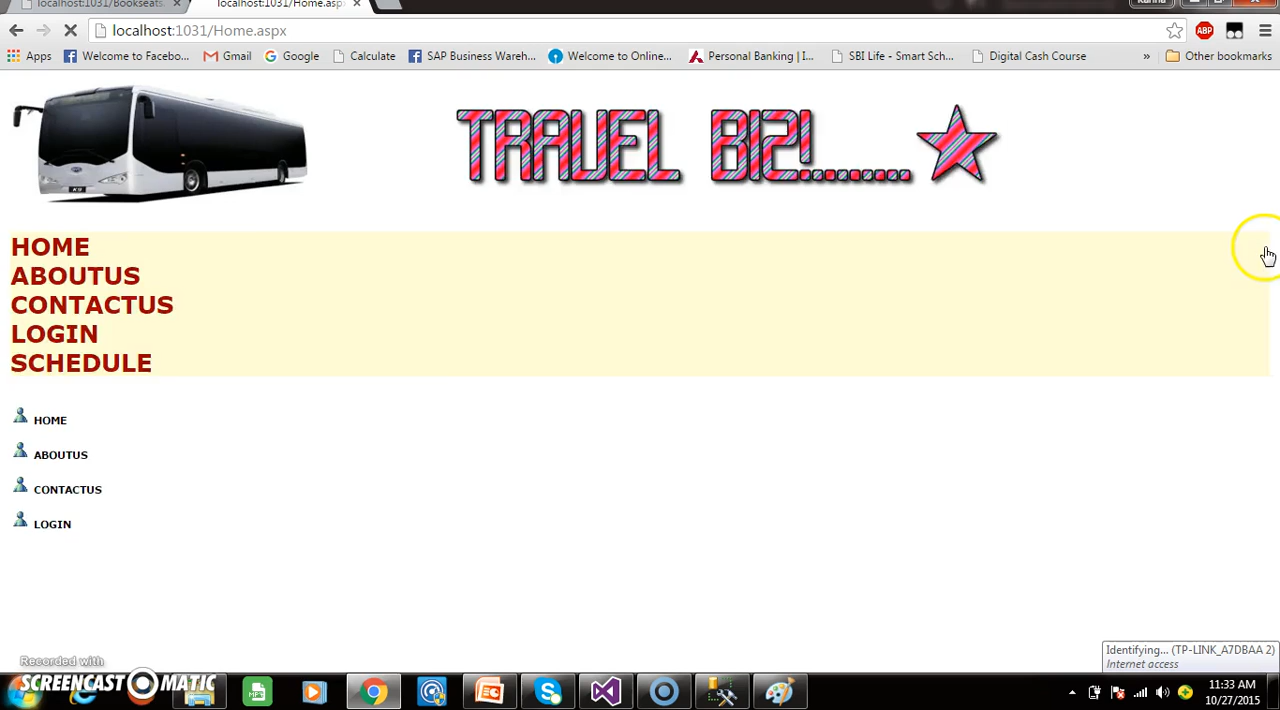 localhost:1031/Bookseats.
localhost:1031/Home.asp
localhost:1031/Home.aspx
ABP
Apps
Welcome to Facebo...
Gmail
Google
Calculate
SAP Business Wareh...
Welcome to Online...
Personal Banking | I...
SBI Life - Smart Sch...
Digital Cash Course
»
Other bookmarks
TRAVEL BIZ!........
HOME
ABOUTUS
CONTACTUS
LOGIN
SCHEDULE
HOME
ABOUTUS
CONTACTUS
LOGIN
Identifying... (TP-LINK_A7DBAA 2)
Internet access
Recorded with
SCREENCAST MATIC
11:33 AM
10/27/2015